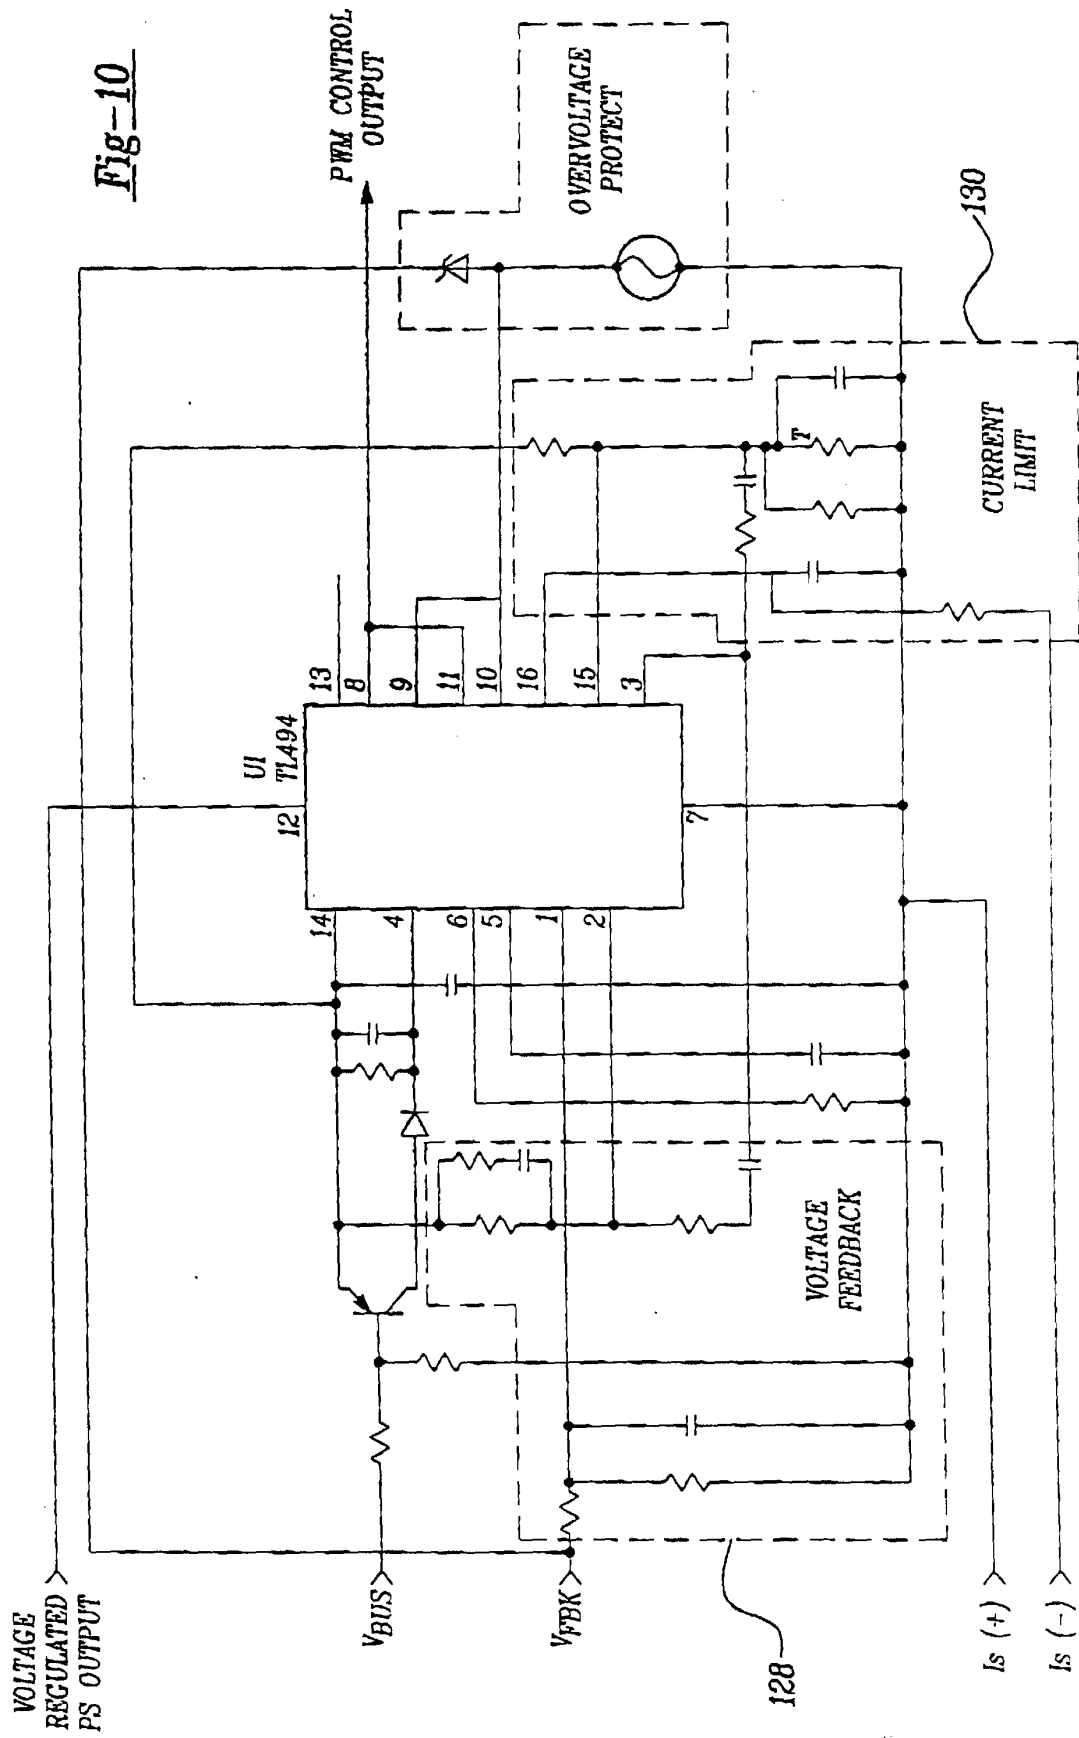 Fig-10
PWM CONTROL
OUTPUT
OVERVOLTAGE
PROTECT
130
CURRENT
LIMIT
T
U1
TL494
13
8
9
11
10
16
15
3
12
7
14
4
6
5
1
2
VOLTAGE
FEEDBACK
128
VOLTAGE
REGULATED
PS OUTPUT
VBUS
VFBK
Is (+)
Is (-)